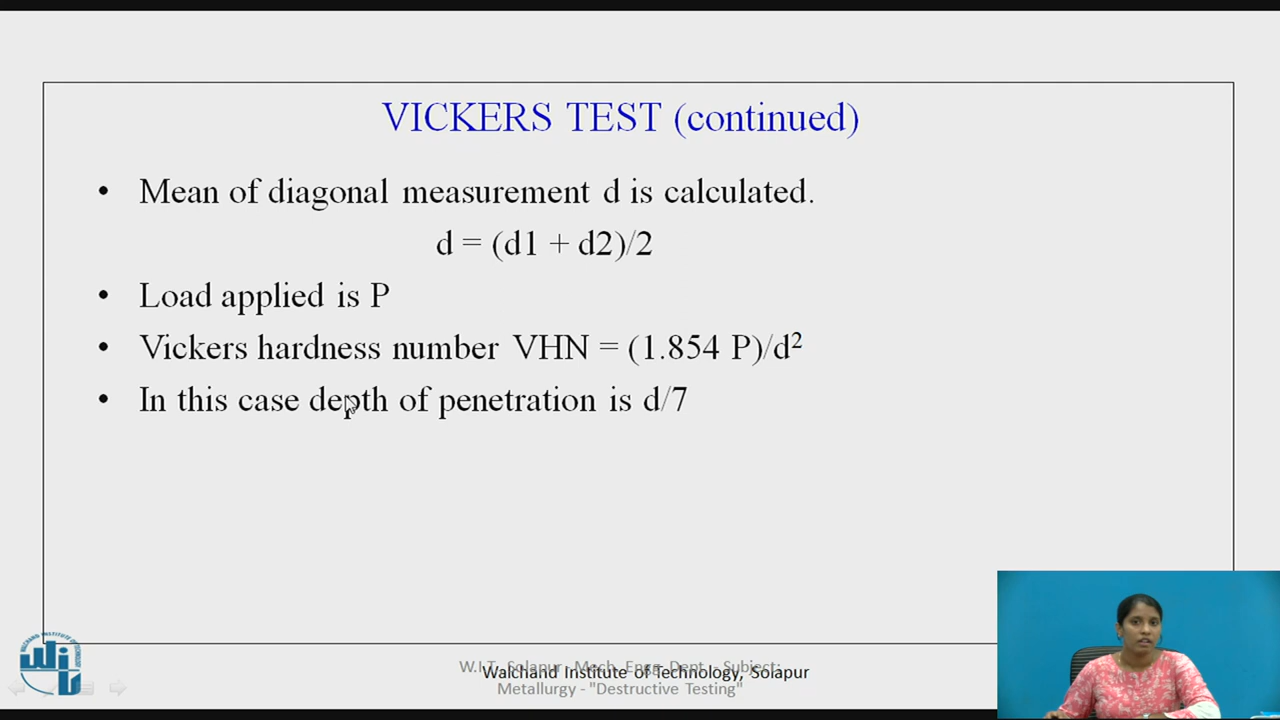 VICKERS TEST (continued)
• Mean of diagonal measurement d is calculated.
d = (d1 + d2)/2
• Load applied is P
• Vickers hardness number VHN = (1.854 P)/d²
• In this case depth of penetration is d/7
W.I.T, Solapur - Mech. Engg. Dept. - Subject:
Walchand Institute of Technology, Solapur
Metallurgy - "Destructive Testing"